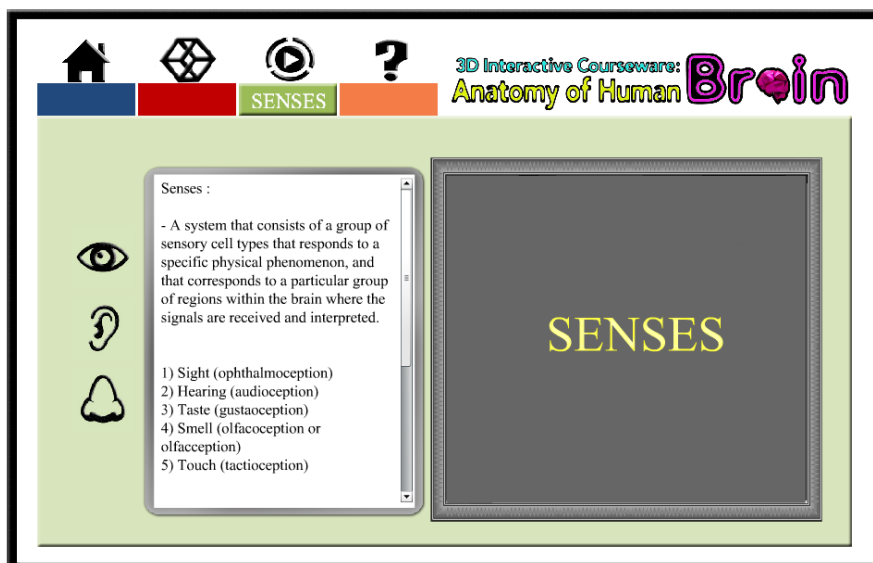 SENSES
3D Interactive Courseware:
Anatomy of Human Brain
Senses :
- A system that consists of a group of
sensory cell types that responds to a
specific physical phenomenon, and
that corresponds to a particular group
of regions within the brain where the
signals are received and interpreted.
1) Sight (ophthalmoception)
2) Hearing (audioception)
3) Taste (gustaoception)
4) Smell (olfacoception or
olfacception)
5) Touch (tactioception)
SENSES